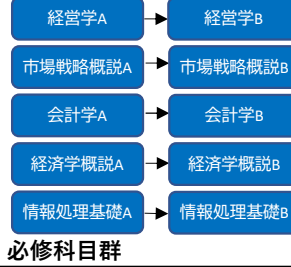 経営学A 経営学B
市場戦略概説A 市場戦略概説B
会計学A 会計学B
経済学概説A 経済学概説B
情報処理基礎A 情報処理基礎B
必修科目群